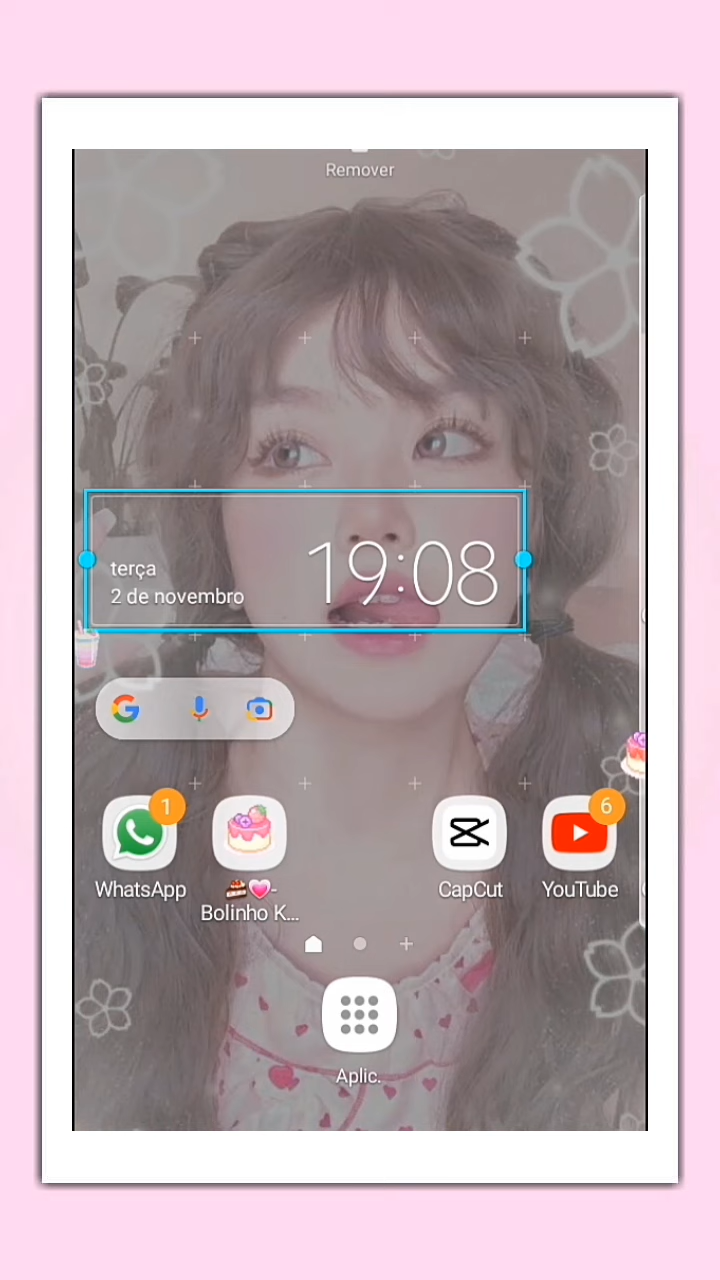 Remover
terça
2 de novembro
19:08
1
6
WhatsApp
🍰💗-
Bolinho K...
CapCut
YouTube
Aplic.